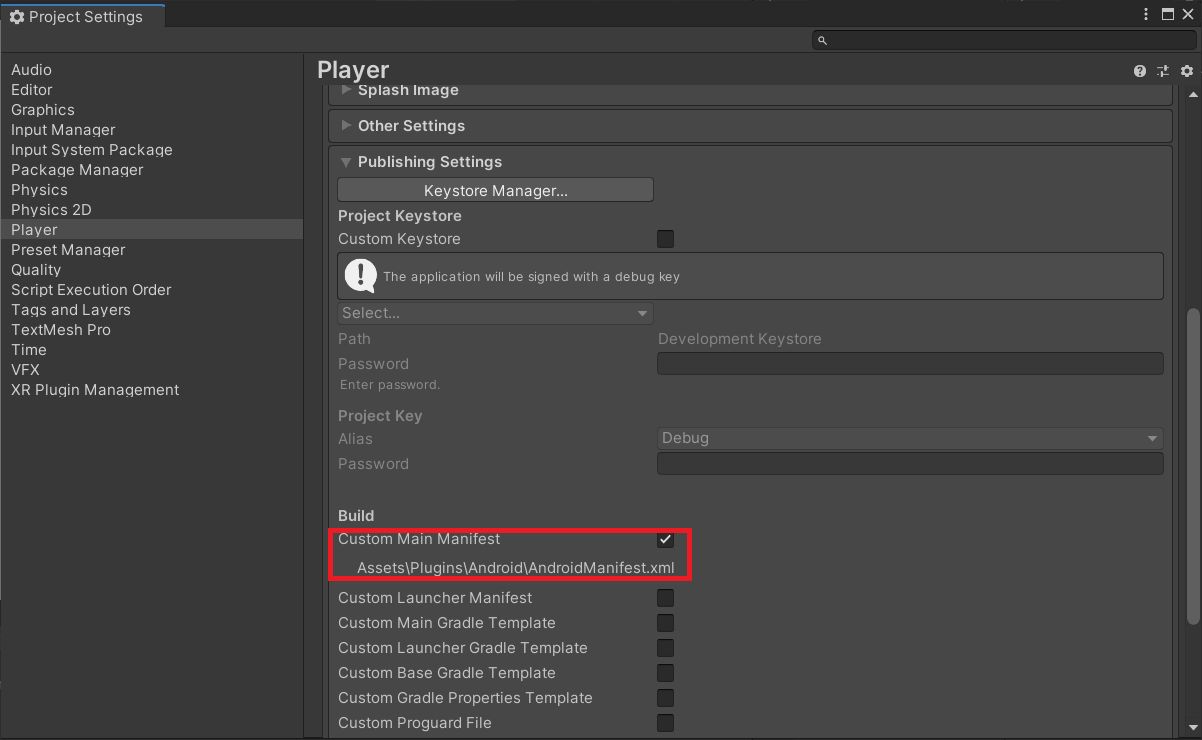 Project Settings
Audio
Editor
Graphics
Input Manager
Input System Package
Package Manager
Physics
Physics 2D
Player
Preset Manager
Quality
Script Execution Order
Tags and Layers
TextMesh Pro
Time
VFX
XR Plugin Management
Player
Splash Image
Other Settings
Publishing Settings
Keystore Manager...
Project Keystore
Custom Keystore
The application will be signed with a debug key
Select...
Path Development Keystore
Password
Enter password.
Project Key
Alias Debug
Password
Build
Custom Main Manifest
Assets\Plugins\Android\AndroidManifest.xml
Custom Launcher Manifest
Custom Main Gradle Template
Custom Launcher Gradle Template
Custom Base Gradle Template
Custom Gradle Properties Template
Custom Proguard File